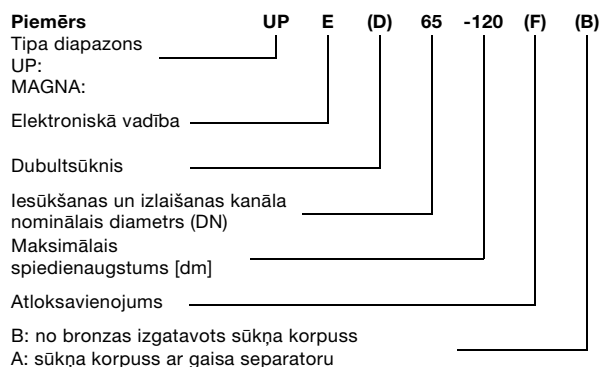 Piemērs UP E (D) 65 -120 (F) (B)
Tipa diapazons
UP:
MAGNA:
Elektroniskā vadība
Dubultsūknis
Iesūkšanas un izlaišanas kanāla
nominālais diametrs (DN)
Maksimālais
spiedienaugstums [dm]
Atloksavienojums
B: no bronzas izgatavots sūkņa korpuss
A: sūkņa korpuss ar gaisa separatoru